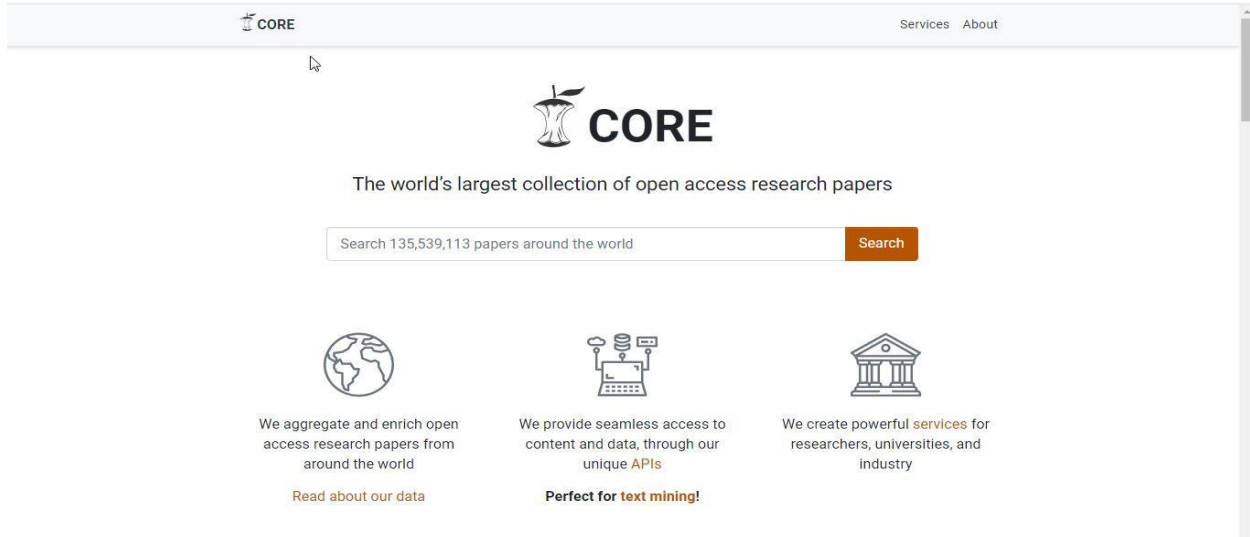 CORE
Services About
CORE
The world's largest collection of open access research papers
Search 135,539,113 papers around the world
Search
We aggregate and enrich open
access research papers from
around the world
Read about our data
We provide seamless access to
content and data, through our
unique APIs
Perfect for text mining!
We create powerful services for
researchers, universities, and
industry